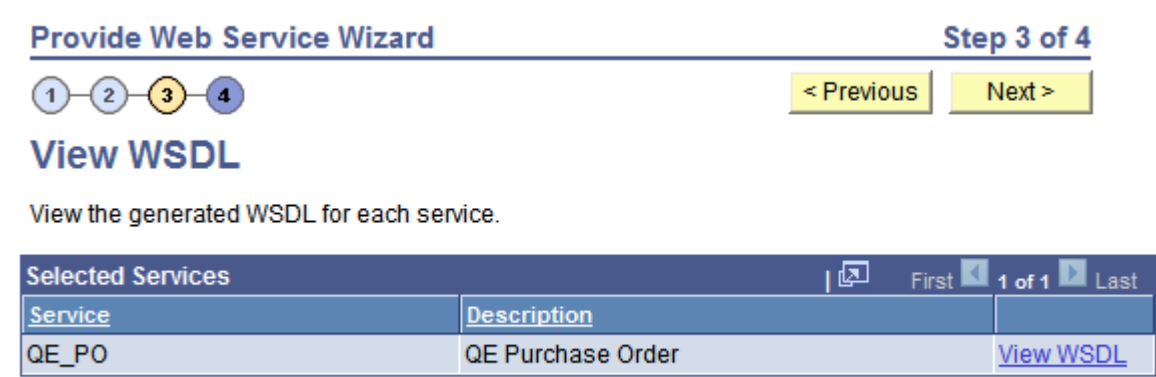 Provide Web Service Wizard Step 3 of 4
1 2 3 4 < Previous Next >
View WSDL
View the generated WSDL for each service.
Selected Services | First 1 of 1 Last
Service Description
QE_PO QE Purchase Order View WSDL